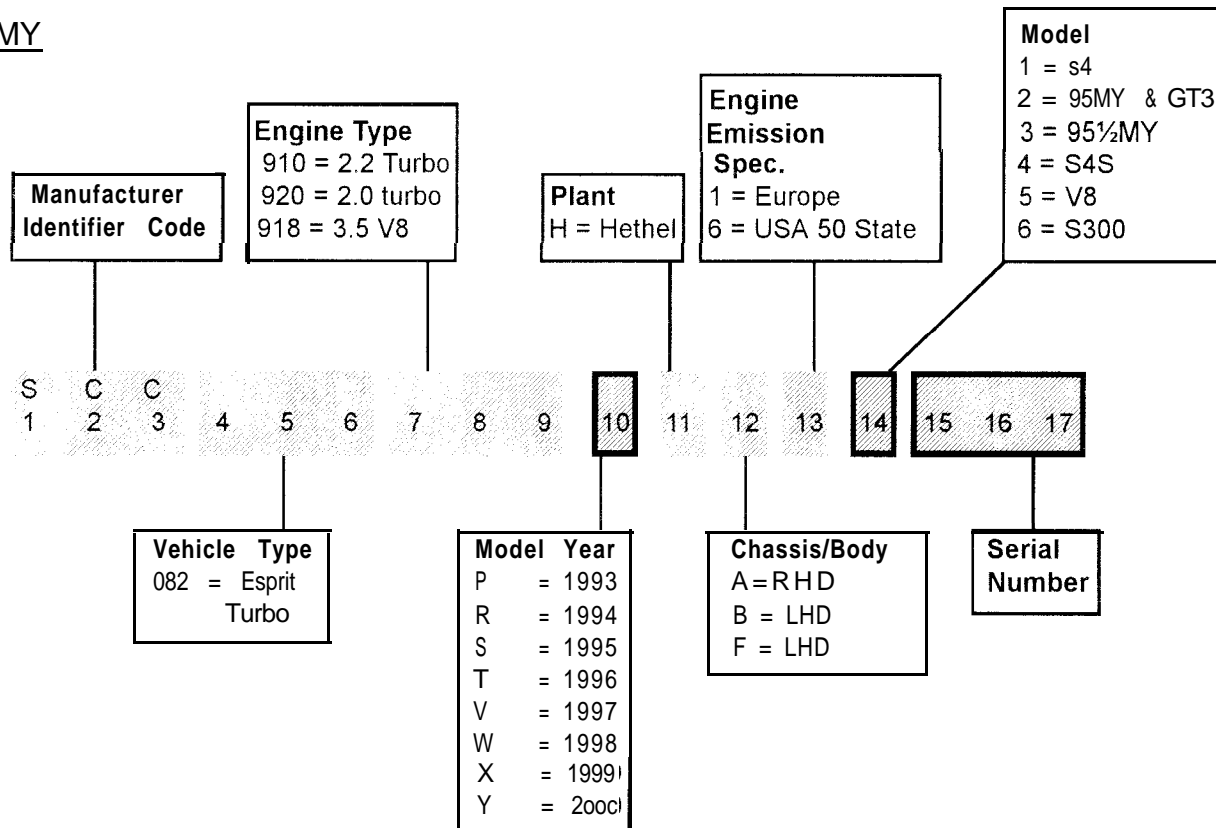 MY
Model
1 = s4
2 = 95MY & GT3
3 = 95½MY
4 = S4S
5 = V8
6 = S300
Engine
Emission
Spec.
1 = Europe
6 = USA 50 State
Engine Type
910 = 2.2 Turbo
920 = 2.0 turbo
918 = 3.5 V8
Plant
H = Hethel
Manufacturer
Identifier Code
S C C
1 2 3 4 5 6 7 8 9 10 11 12 13 14 15 16 17
Vehicle Type
082 = Esprit
Turbo
Model Year
P = 1993
R = 1994
S = 1995
T = 1996
V = 1997
W = 1998
X = 1999
Y = 2ooc
Chassis/Body
A=RHD
B = LHD
F = LHD
Serial
Number